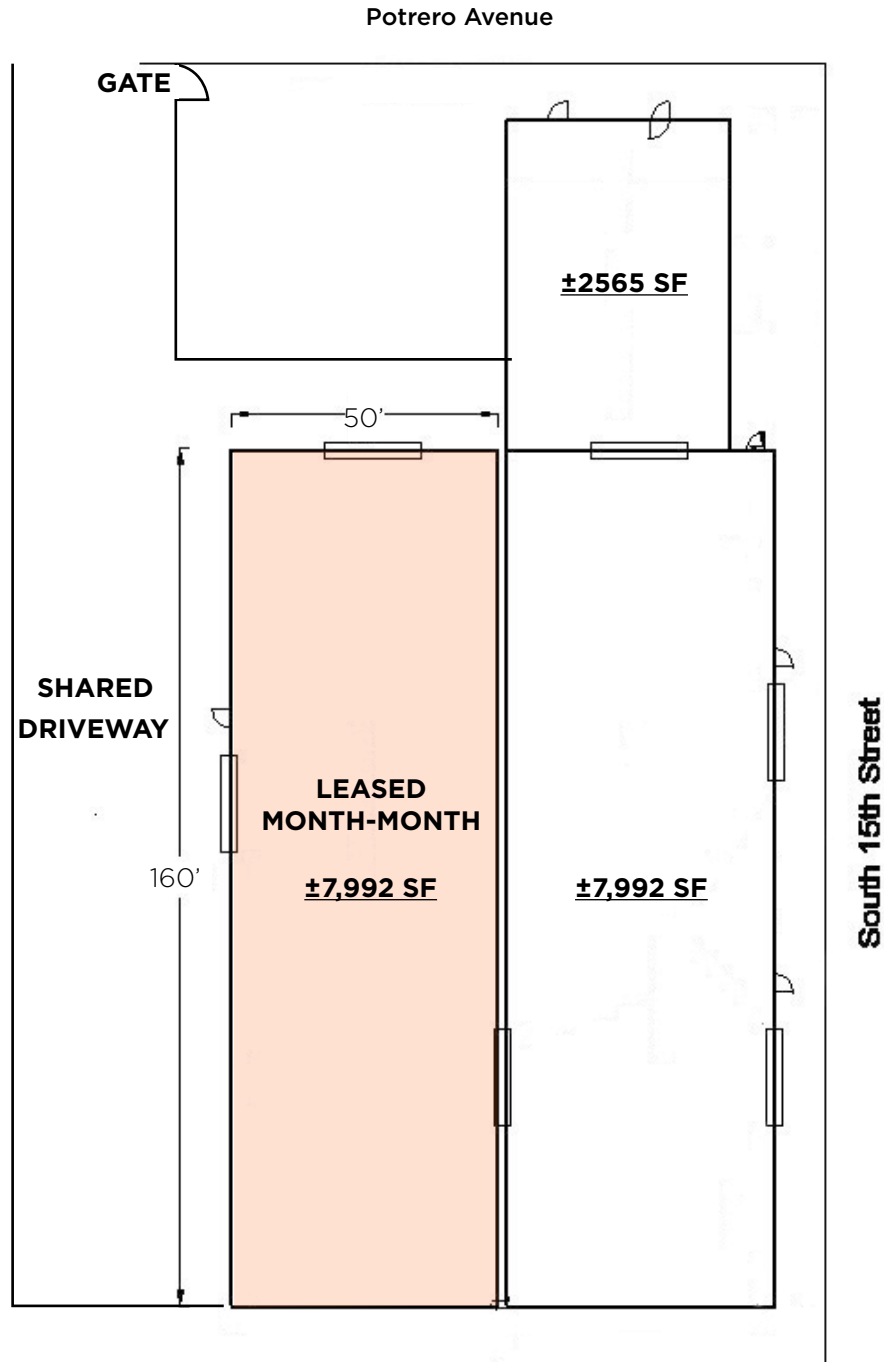 Potrero Avenue
GATE
±2565 SF
50’
SHARED
DRIVEWAY
LEASED
MONTH-MONTH
160’
±7,992 SF
±7,992 SF
South 15th Street